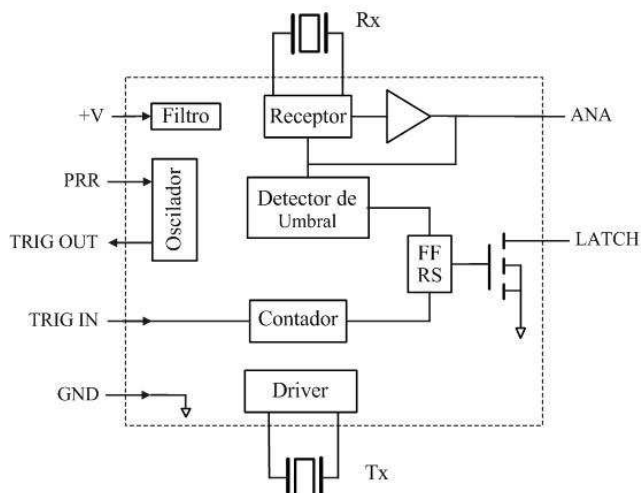 Rx
+V
Filtro
Receptor
ANA
PRR
Oscilador
TRIG OUT
Detector de
Umbral
LATCH
FF
RS
TRIG IN
Contador
GND
Driver
Tx